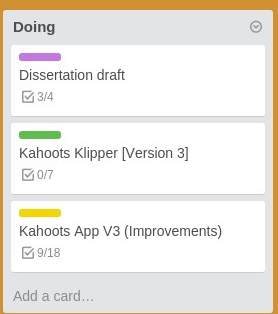 Doing
Dissertation draft
3/4
Kahoots Klipper [Version 3]
0/7
Kahoots App V3 (Improvements)
9/18
Add a card…